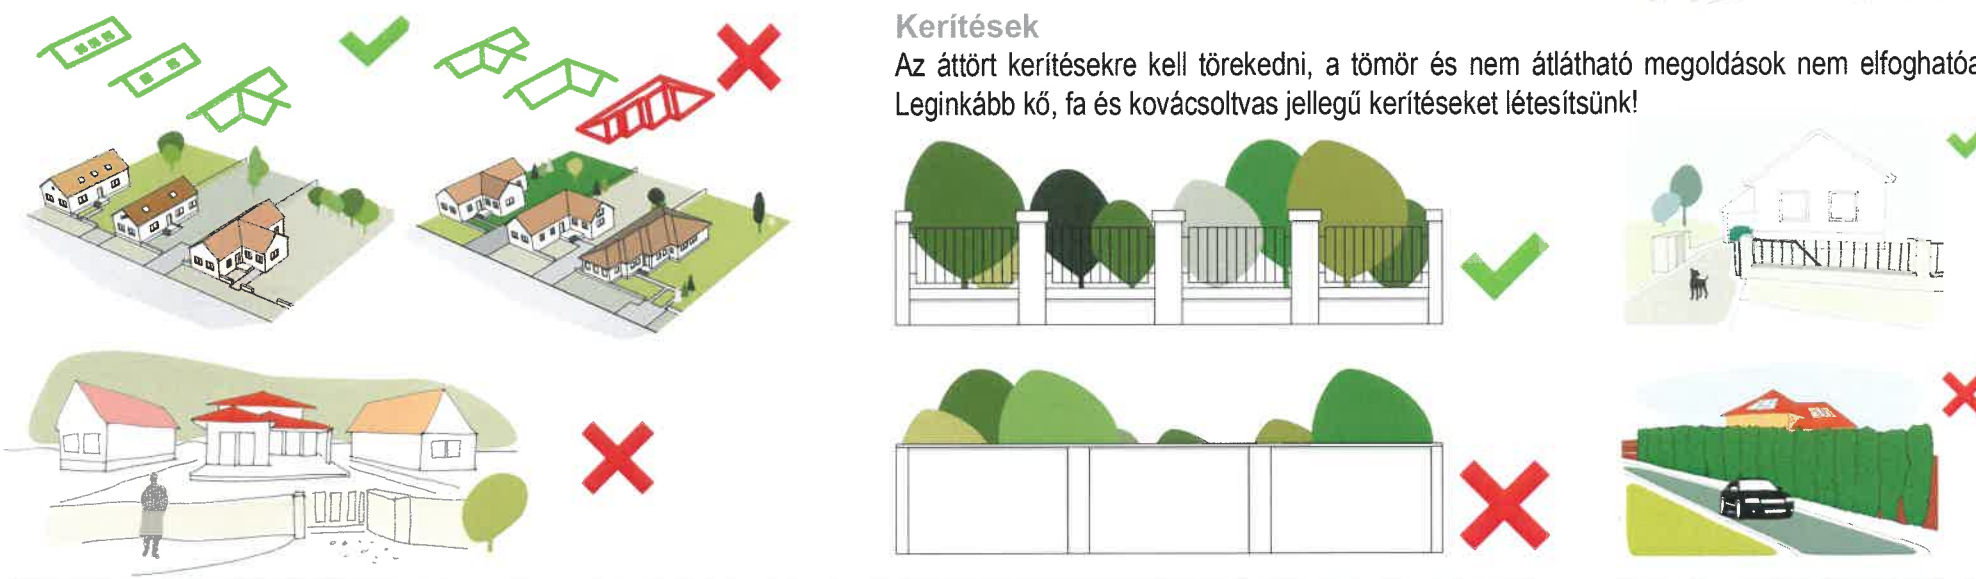 Kerítések
Az áttört kerítésekre kell törekedni, a tömör és nem átlátható megoldások nem elfogható
Leginkább kő, fa és kovácsoltvas jellegű kerítéseket létesítsünk!